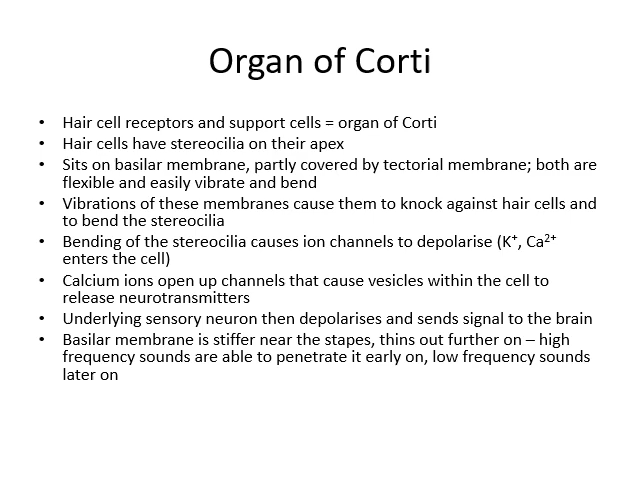 Organ of Corti
• Hair cell receptors and support cells = organ of Corti
• Hair cells have stereocilia on their apex
• Sits on basilar membrane, partly covered by tectorial membrane; both are
flexible and easily vibrate and bend
• Vibrations of these membranes cause them to knock against hair cells and
to bend the stereocilia
• Bending of the stereocilia causes ion channels to depolarise (K⁺, Ca²⁺
enters the cell)
• Calcium ions open up channels that cause vesicles within the cell to
release neurotransmitters
• Underlying sensory neuron then depolarises and sends signal to the brain
• Basilar membrane is stiffer near the stapes, thins out further on – high
frequency sounds are able to penetrate it early on, low frequency sounds
later on